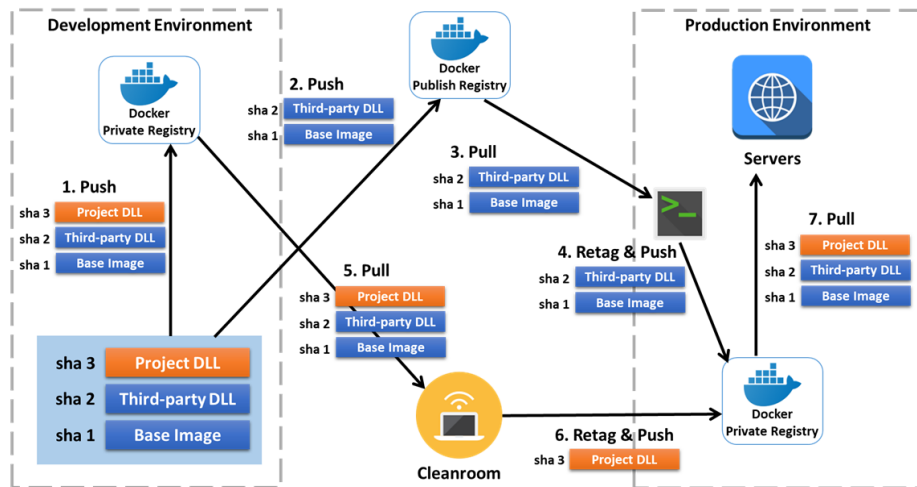 Development Environment
Docker
Private Registry
1. Push
sha 3 Project DLL
sha 2 Third-party DLL
sha 1 Base Image
sha 3 Project DLL
sha 2 Third-party DLL
sha 1 Base Image
2. Push
sha 2 Third-party DLL
sha 1 Base Image
Docker
Publish Registry
3. Pull
sha 2 Third-party DLL
sha 1 Base Image
4. Retag & Push
sha 2 Third-party DLL
sha 1 Base Image
5. Pull
sha 3 Project DLL
sha 2 Third-party DLL
sha 1 Base Image
Cleanroom
6. Retag & Push
sha 3 Project DLL
Production Environment
Servers
7. Pull
sha 3 Project DLL
sha 2 Third-party DLL
sha 1 Base Image
Docker
Private Registry
>_